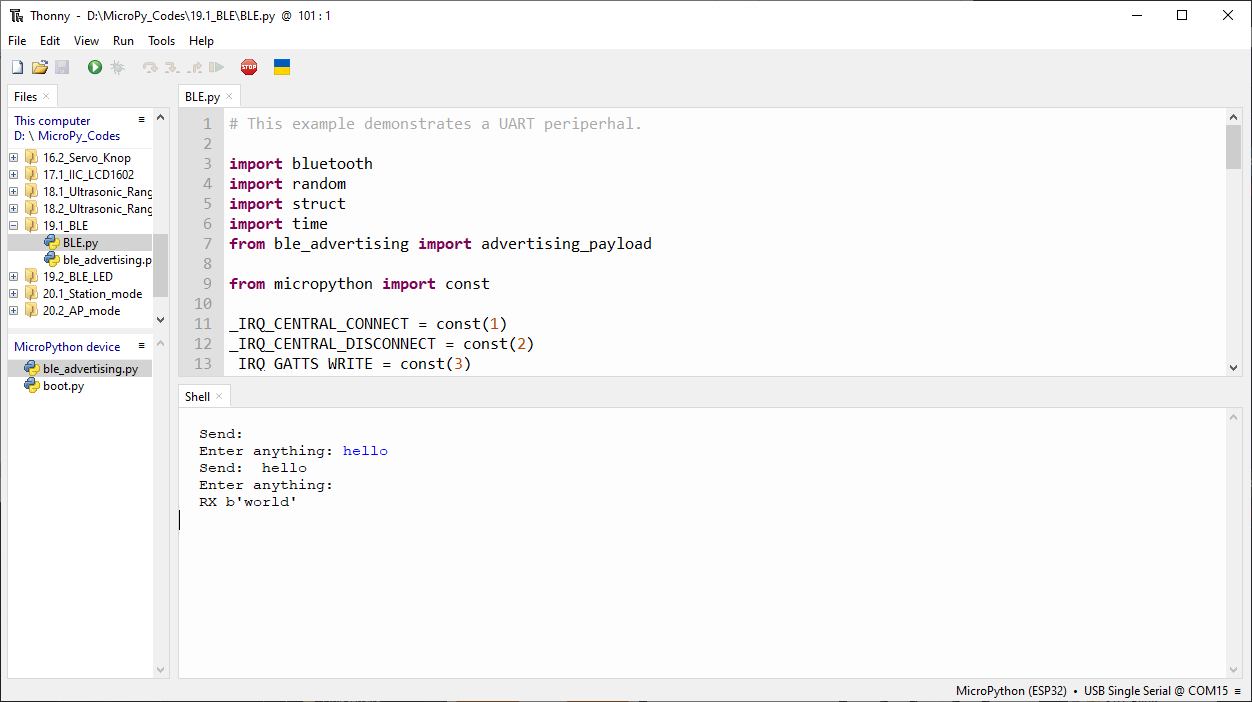 Thonny - D:\MicroPy_Codes\19.1_BLE\BLE.py @ 101 : 1
File Edit View Run Tools Help
STOP
Files
This computer
D: \ MicroPy_Codes
16.2_Servo_Knop
17.1_IIC_LCD1602
18.1_Ultrasonic_Rang
18.2_Ultrasonic_Rang
19.1_BLE
BLE.py
ble_advertising.p
19.2_BLE_LED
20.1_Station_mode
20.2_AP_mode
MicroPython device
ble_advertising.py
boot.py
BLE.py
1 # This example demonstrates a UART periperhal.
2
3 import bluetooth
4 import random
5 import struct
6 import time
7 from ble_advertising import advertising_payload
8
9 from micropython import const
10
11 _IRQ_CENTRAL_CONNECT = const(1)
12 _IRQ_CENTRAL_DISCONNECT = const(2)
13 _IRQ_GATTS_WRITE = const(3)
Shell
Send:
Enter anything: hello
Send:  hello
Enter anything:
RX b'world'
MicroPython (ESP32) • USB Single Serial @ COM15